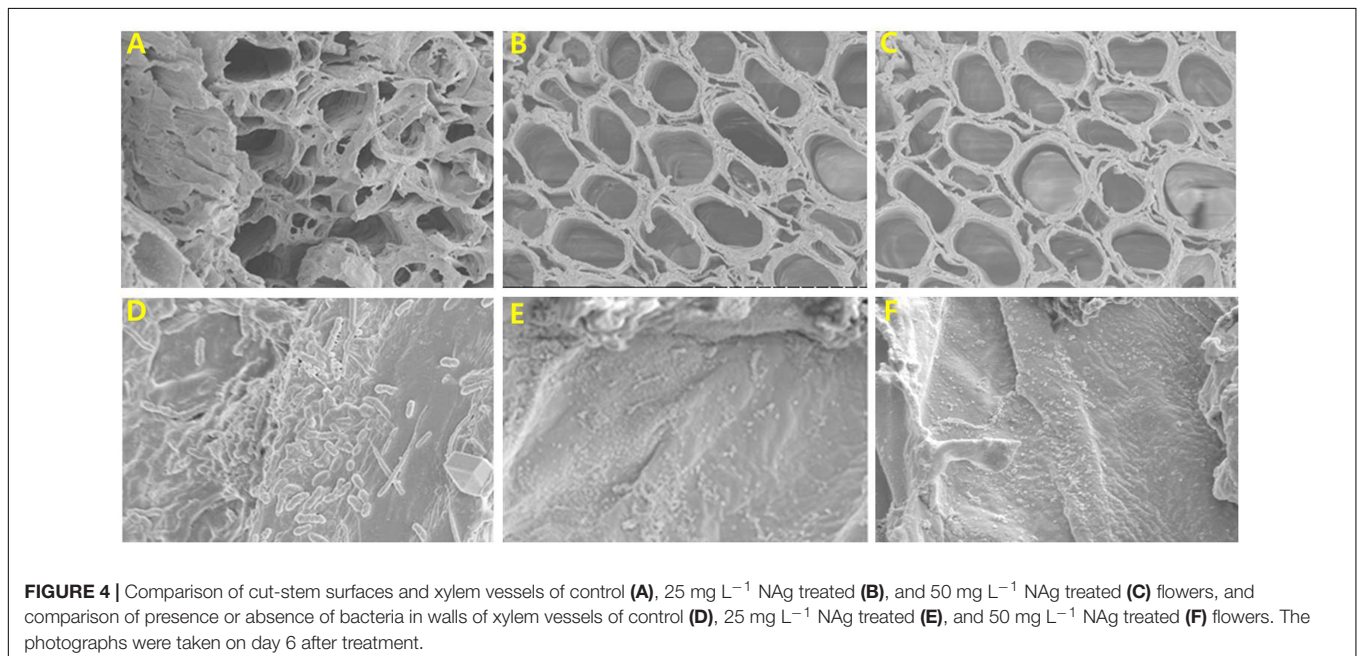 A
B
C
D
E
F
FIGURE 4 | Comparison of cut-stem surfaces and xylem vessels of control (A), 25 mg L⁻¹ NAg treated (B), and 50 mg L⁻¹ NAg treated (C) flowers, and
comparison of presence or absence of bacteria in walls of xylem vessels of control (D), 25 mg L⁻¹ NAg treated (E), and 50 mg L⁻¹ NAg treated (F) flowers. The
photographs were taken on day 6 after treatment.